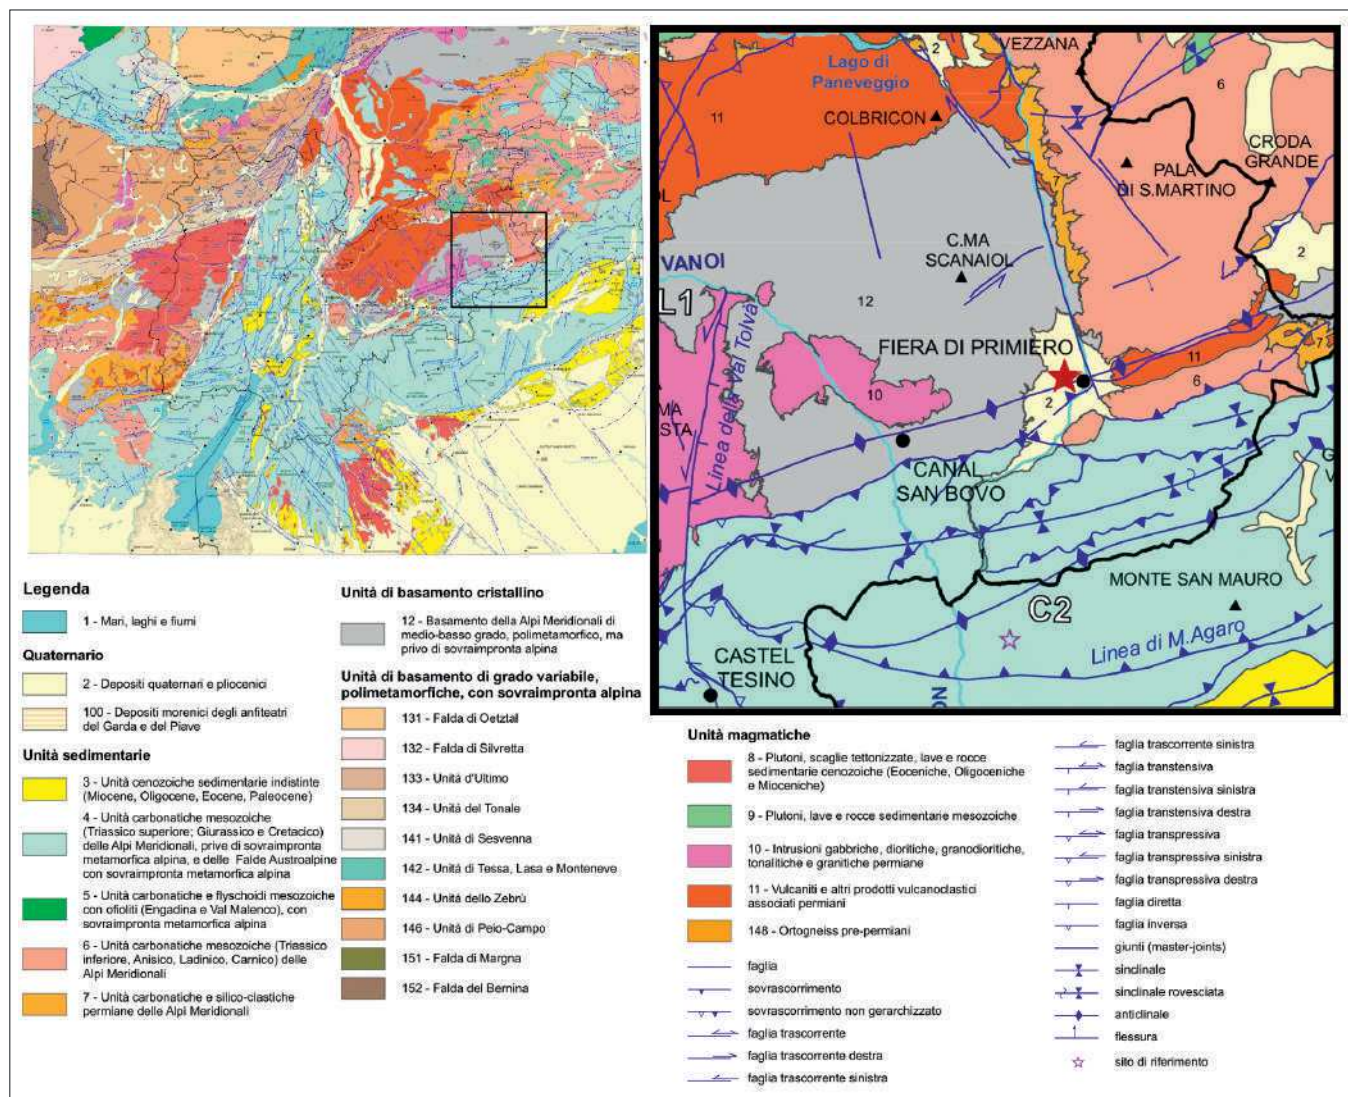 2
VEZZANA
Lago di
Paneveggio
6
11
COLBRICON
CRODA
GRANDE
PALA
DI S.MARTINO
C.MA
SCANAIOL
2
VANOI
L1
12
Linea della Val Tolvà
FIERA DI PRIMIERO
11
7
6
10
2
CANAL
SAN BOVO
2
MONTE SAN MAURO
C2
Linea di M.Agaro
CASTEL
TESINO
Legenda
1 - Mari, laghi e fiumi
Quaternario
2 - Depositi quaternari e pliocenici
100 - Depositi morenici degli anfiteatri
del Garda e del Piave
Unità sedimentarie
3 - Unità cenozoiche sedimentarie indistinte
(Miocene, Oligocene, Eocene, Paleocene)
4 - Unità carbonatiche mesozoiche
(Triassico superiore; Giurassico e Cretacico)
delle Alpi Meridionali, prive di sovraimpronta
metamorfica alpina, e delle Falde Austroalpine
con sovraimpronta metamorfica alpina
5 - Unità carbonatiche e flyschoidi mesozoiche
con ofioliti (Engadina e Val Malenco), con
sovraimpronta metamorfica alpina
6 - Unità carbonatiche mesozoiche (Triassico
inferiore, Anisico, Ladinico, Carnico) delle
Alpi Meridionali
7 - Unità carbonatiche e silico-clastiche
permiane delle Alpi Meridionali
Unità di basamento cristallino
12 - Basamento della Alpi Meridionali di
medio-basso grado, polimetamorfico, ma
privo di sovraimpronta alpina
Unità di basamento di grado variabile,
polimetamorfiche, con sovraimpronta alpina
131 - Falda di Oetztal
132 - Falda di Silvretta
133 - Unità d'Ultimo
134 - Unità del Tonale
141 - Unità di Sesvenna
142 - Unità di Tessa, Lasa e Monteneve
144 - Unità dello Zebrù
146 - Unità di Peio-Campo
151 - Falda di Margna
152 - Falda del Bernina
Unità magmatiche
8 - Plutoni, scaglie tettonizzate, lave e rocce
sedimentarie cenozoiche (Eoceniche, Oligoceniche
e Mioceniche)
9 - Plutoni, lave e rocce sedimentarie mesozoiche
10 - Intrusioni gabbriche, dioritiche, granodioritiche,
tonalitiche e granitiche permiane
11 - Vulcaniti e altri prodotti vulcanoclastici
associati permiani
148 - Ortogneiss pre-permiani
faglia
sovrascorrimento
sovrascorrimento non gerarchizzato
faglia trascorrente
faglia trascorrente destra
faglia trascorrente sinistra
faglia trascorrente sinistra
faglia transtensiva
faglia transtensiva sinistra
faglia transtensiva destra
faglia transpressiva
faglia transpressiva sinistra
faglia transpressiva destra
faglia diretta
faglia inversa
giunti (master-joints)
sinclinale
sinclinale rovesciata
anticlinale
flessura
sito di riferimento